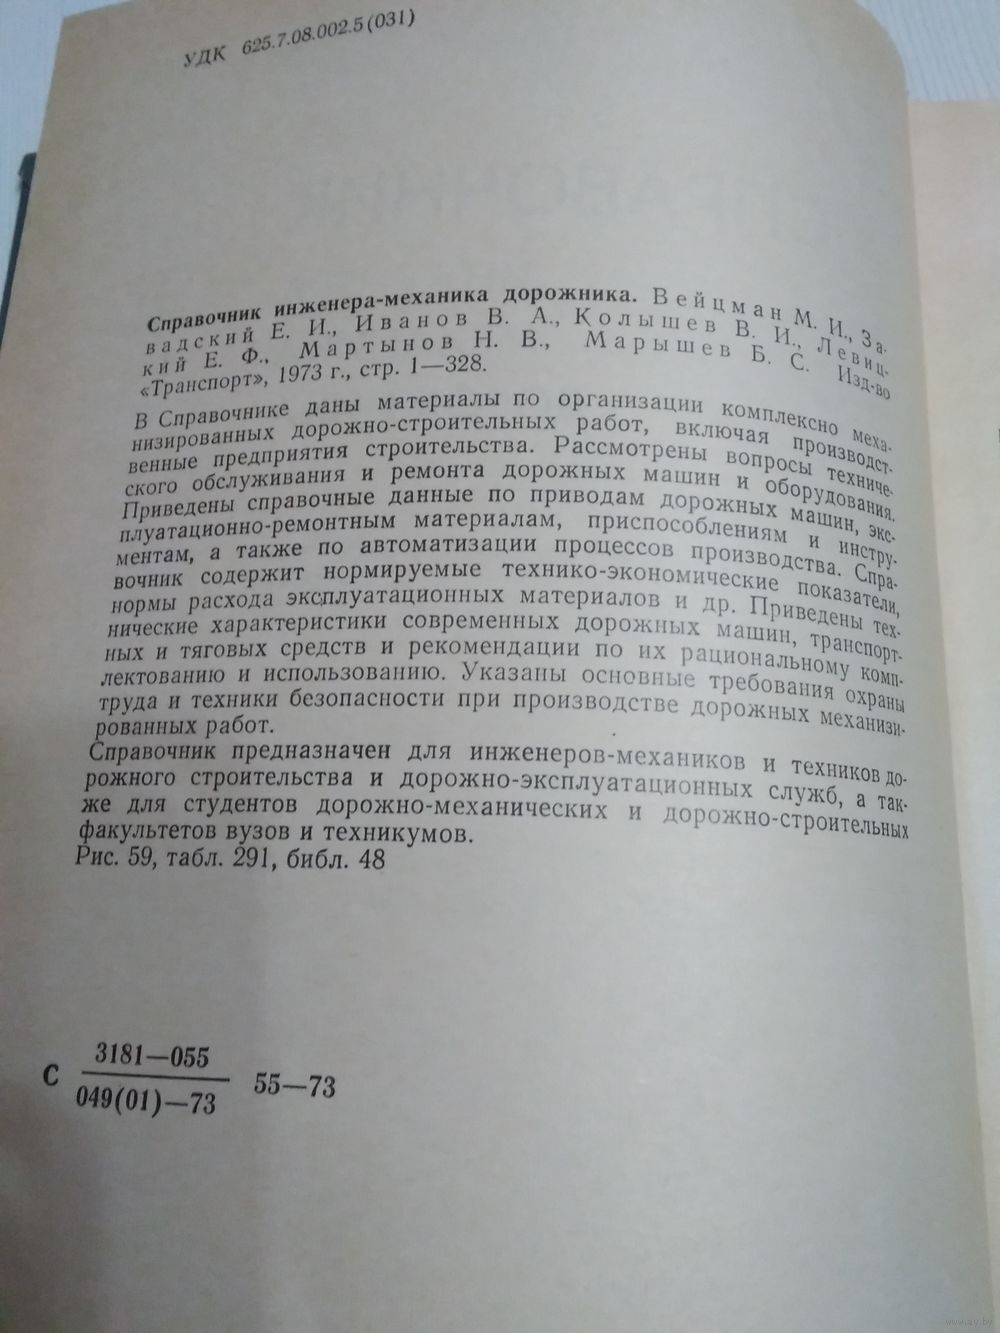 УДК 625.7.08.002.5(031)
Справочник инженера-механика дорожника. Вейцман М. И., За-
вадский Е. И., Иванов В. А., Колышев В. И., Левиц-
кий Е. Ф., Мартынов Н. В., Марышев Б. С. Изд-во
«Транспорт», 1973 г., стр. 1—328.
В Справочнике даны материалы по организации комплексно меха-
низированных дорожно-строительных работ, включая производст-
венные предприятия строительства. Рассмотрены вопросы техниче-
ского обслуживания и ремонта дорожных машин и оборудования.
Приведены справочные данные по приводам дорожных машин, экс-
плуатационно-ремонтным материалам, приспособлениям и инстру-
ментам, а также по автоматизации процессов производства. Спра-
вочник содержит нормируемые технико-экономические показатели,
нормы расхода эксплуатационных материалов и др. Приведены тех-
нические характеристики современных дорожных машин, транспорт-
ных и тяговых средств и рекомендации по их рациональному комп-
лектованию и использованию. Указаны основные требования охраны
труда и техники безопасности при производстве дорожных механизи-
рованных работ.
Справочник предназначен для инженеров-механиков и техников до-
рожного строительства и дорожно-эксплуатационных служб, а так-
же для студентов дорожно-механических и дорожно-строительных
факультетов вузов и техникумов.
Рис. 59, табл. 291, библ. 48
3181—055
С 55—73
049(01)—73
www.ay.by